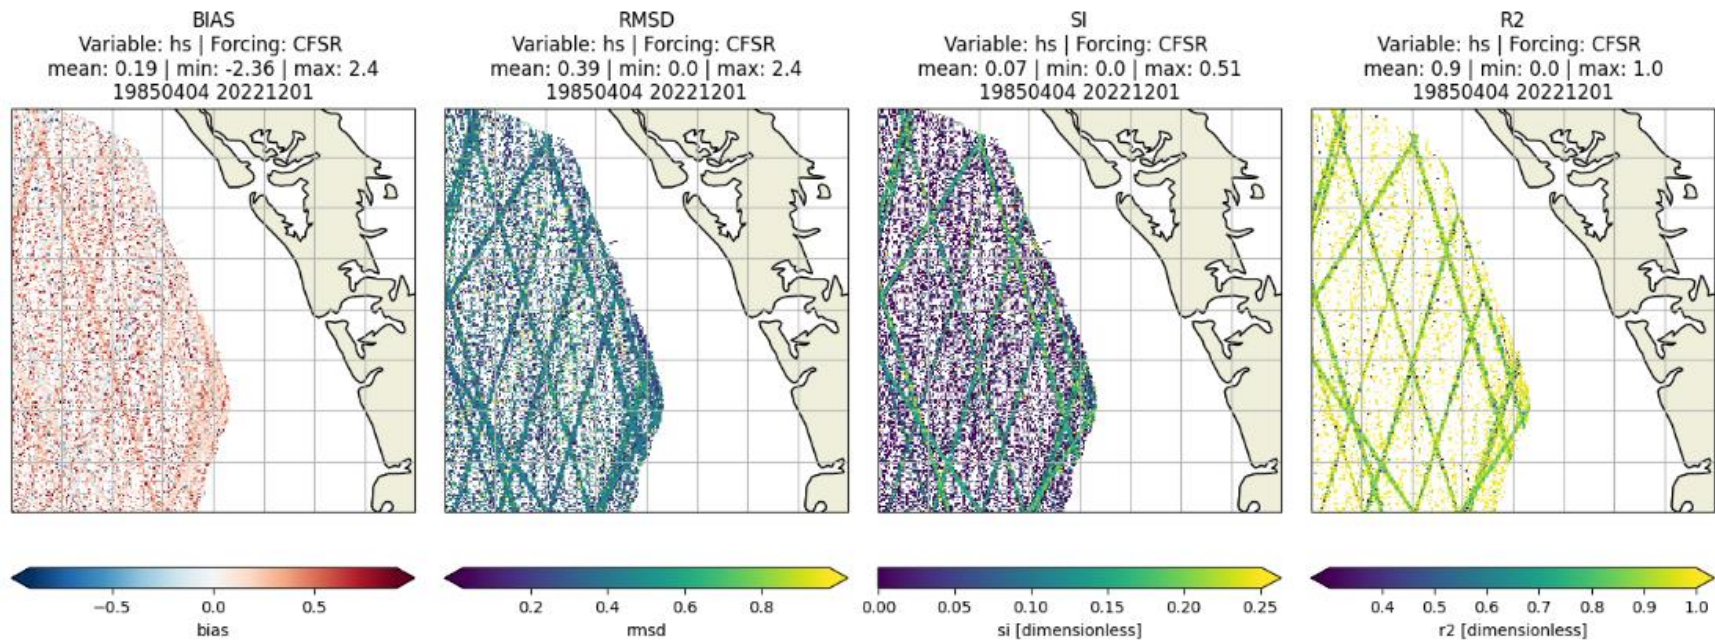 BIAS
Variable: hs | Forcing: CFSR
mean: 0.19 | min: -2.36 | max: 2.4
19850404 20221201
RMSD
Variable: hs | Forcing: CFSR
mean: 0.39 | min: 0.0 | max: 2.4
19850404 20221201
SI
Variable: hs | Forcing: CFSR
mean: 0.07 | min: 0.0 | max: 0.51
19850404 20221201
R2
Variable: hs | Forcing: CFSR
mean: 0.9 | min: 0.0 | max: 1.0
19850404 20221201
−0.5 0.0 0.5
bias
0.2 0.4 0.6 0.8
rmsd
0.00 0.05 0.10 0.15 0.20 0.25
si [dimensionless]
0.4 0.5 0.6 0.7 0.8 0.9 1.0
r2 [dimensionless]